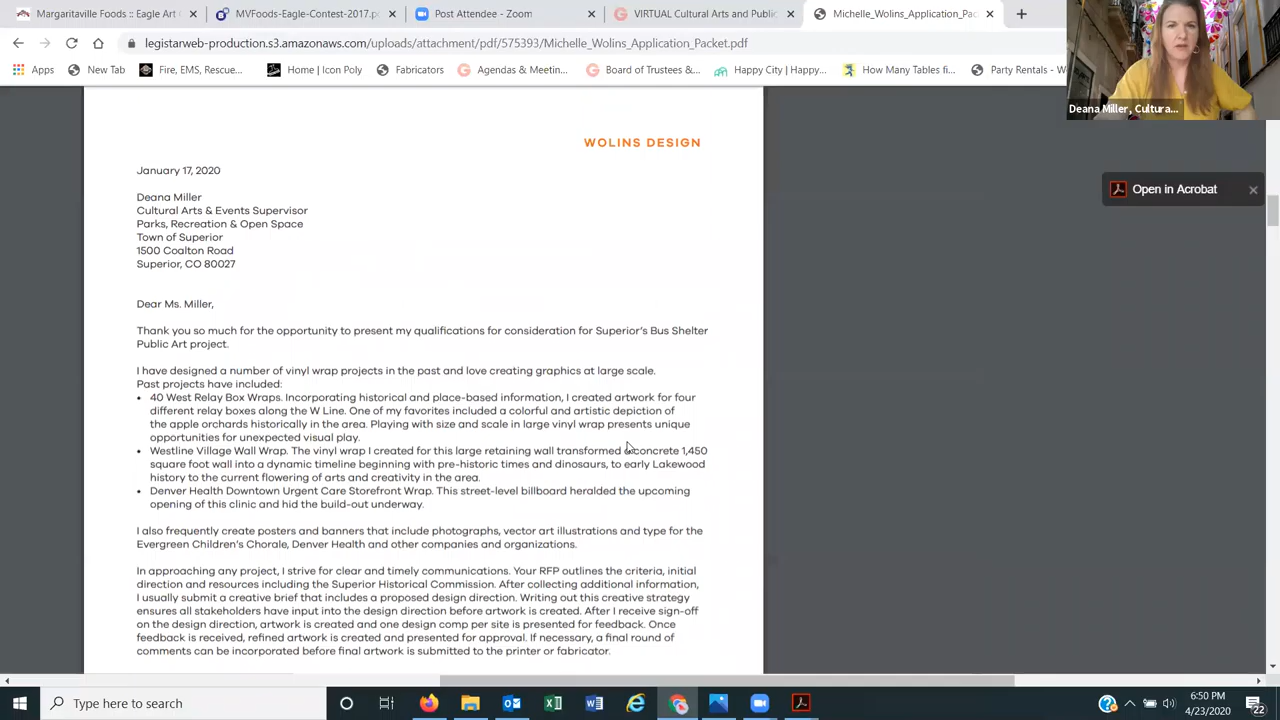 Margaritaville Foods :: Eagle Art
MVFoods-Eagle-Contest-2017.p
Post Attendee - Zoom
VIRTUAL Cultural Arts and Public
Michelle_Wolins_Application_Pac
legistarweb-production.s3.amazonaws.com/uploads/attachment/pdf/575393/Michelle_Wolins_Application_Packet.pdf
Apps
New Tab
Fire, EMS, Rescue...
Home | Icon Poly
Fabricators
Agendas & Meetin...
Board of Trustees &...
Happy City | Happy...
How Many Tables fi...
Party Rentals - W
Deana Miller, Cultura...
Open in Acrobat
WOLINS DESIGN
January 17, 2020
Deana Miller
Cultural Arts & Events Supervisor
Parks, Recreation & Open Space
Town of Superior
1500 Coalton Road
Superior, CO 80027
Dear Ms. Miller,
Thank you so much for the opportunity to present my qualifications for consideration for Superior's Bus Shelter
Public Art project.
I have designed a number of vinyl wrap projects in the past and love creating graphics at large scale.
Past projects have included:
• 40 West Relay Box Wraps. Incorporating historical and place-based information, I created artwork for four
different relay boxes along the W Line. One of my favorites included a colorful and artistic depiction of
the apple orchards historically in the area. Playing with size and scale in large vinyl wrap presents unique
opportunities for unexpected visual play.
• Westline Village Wall Wrap. The vinyl wrap I created for this large retaining wall transformed a concrete 1,450
square foot wall into a dynamic timeline beginning with pre-historic times and dinosaurs, to early Lakewood
history to the current flowering of arts and creativity in the area.
• Denver Health Downtown Urgent Care Storefront Wrap. This street-level billboard heralded the upcoming
opening of this clinic and hid the build-out underway.
I also frequently create posters and banners that include photographs, vector art illustrations and type for the
Evergreen Children's Chorale, Denver Health and other companies and organizations.
In approaching any project, I strive for clear and timely communications. Your RFP outlines the criteria, initial
direction and resources including the Superior Historical Commission. After collecting additional information,
I usually submit a creative brief that includes a proposed design direction. Writing out this creative strategy
ensures all stakeholders have input into the design direction before artwork is created. After I receive sign-off
on the design direction, artwork is created and one design comp per site is presented for feedback. Once
feedback is received, refined artwork is created and presented for approval. If necessary, a final round of
comments can be incorporated before final artwork is submitted to the printer or fabricator.
Type here to search
6:50 PM
4/23/2020
22